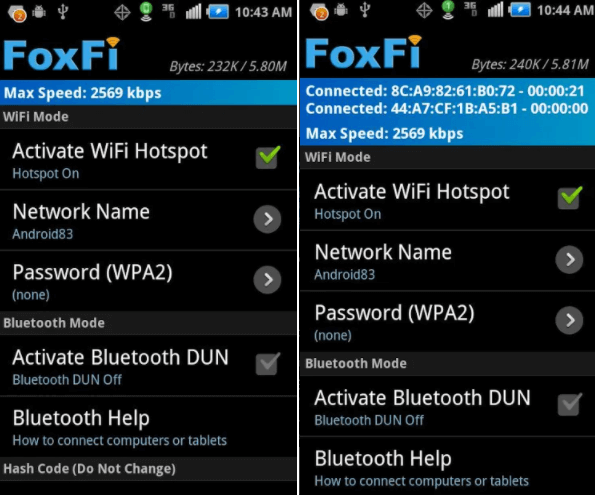 10:43 AM
FoxFi
Bytes: 232K / 5.80M
Max Speed: 2569 kbps
WiFi Mode
Activate WiFi Hotspot
Hotspot On
Network Name
Android83
Password (WPA2)
(none)
Bluetooth Mode
Activate Bluetooth DUN
Bluetooth DUN Off
Bluetooth Help
How to connect computers or tablets
Hash Code (Do Not Change)
10:44 AM
FoxFi
Bytes: 240K / 5.81M
Connected: 8C:A9:82:61:B0:72 - 00:00:21
Connected: 44:A7:CF:1B:A5:B1 - 00:00:00
Max Speed: 2569 kbps
WiFi Mode
Activate WiFi Hotspot
Hotspot On
Network Name
Android83
Password (WPA2)
(none)
Bluetooth Mode
Activate Bluetooth DUN
Bluetooth DUN Off
Bluetooth Help
How to connect computers or tablets